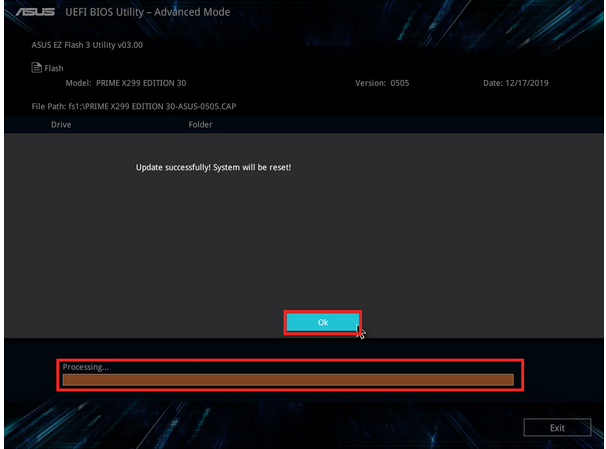 ASUS UEFI BIOS Utility – Advanced Mode
ASUS EZ Flash 3 Utility v03.00
Flash
Model: PRIME X299 EDITION 30 Version: 0505 Date: 12/17/2019
File Path: fs1:\PRIME X299 EDITION 30-ASUS-0505.CAP
Drive Folder
Update successfully! System will be reset!
Ok
Processing...
Exit